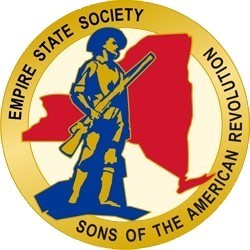 EMPIRE STATE SOCIETY
SONS OF THE AMERICAN REVOLUTION